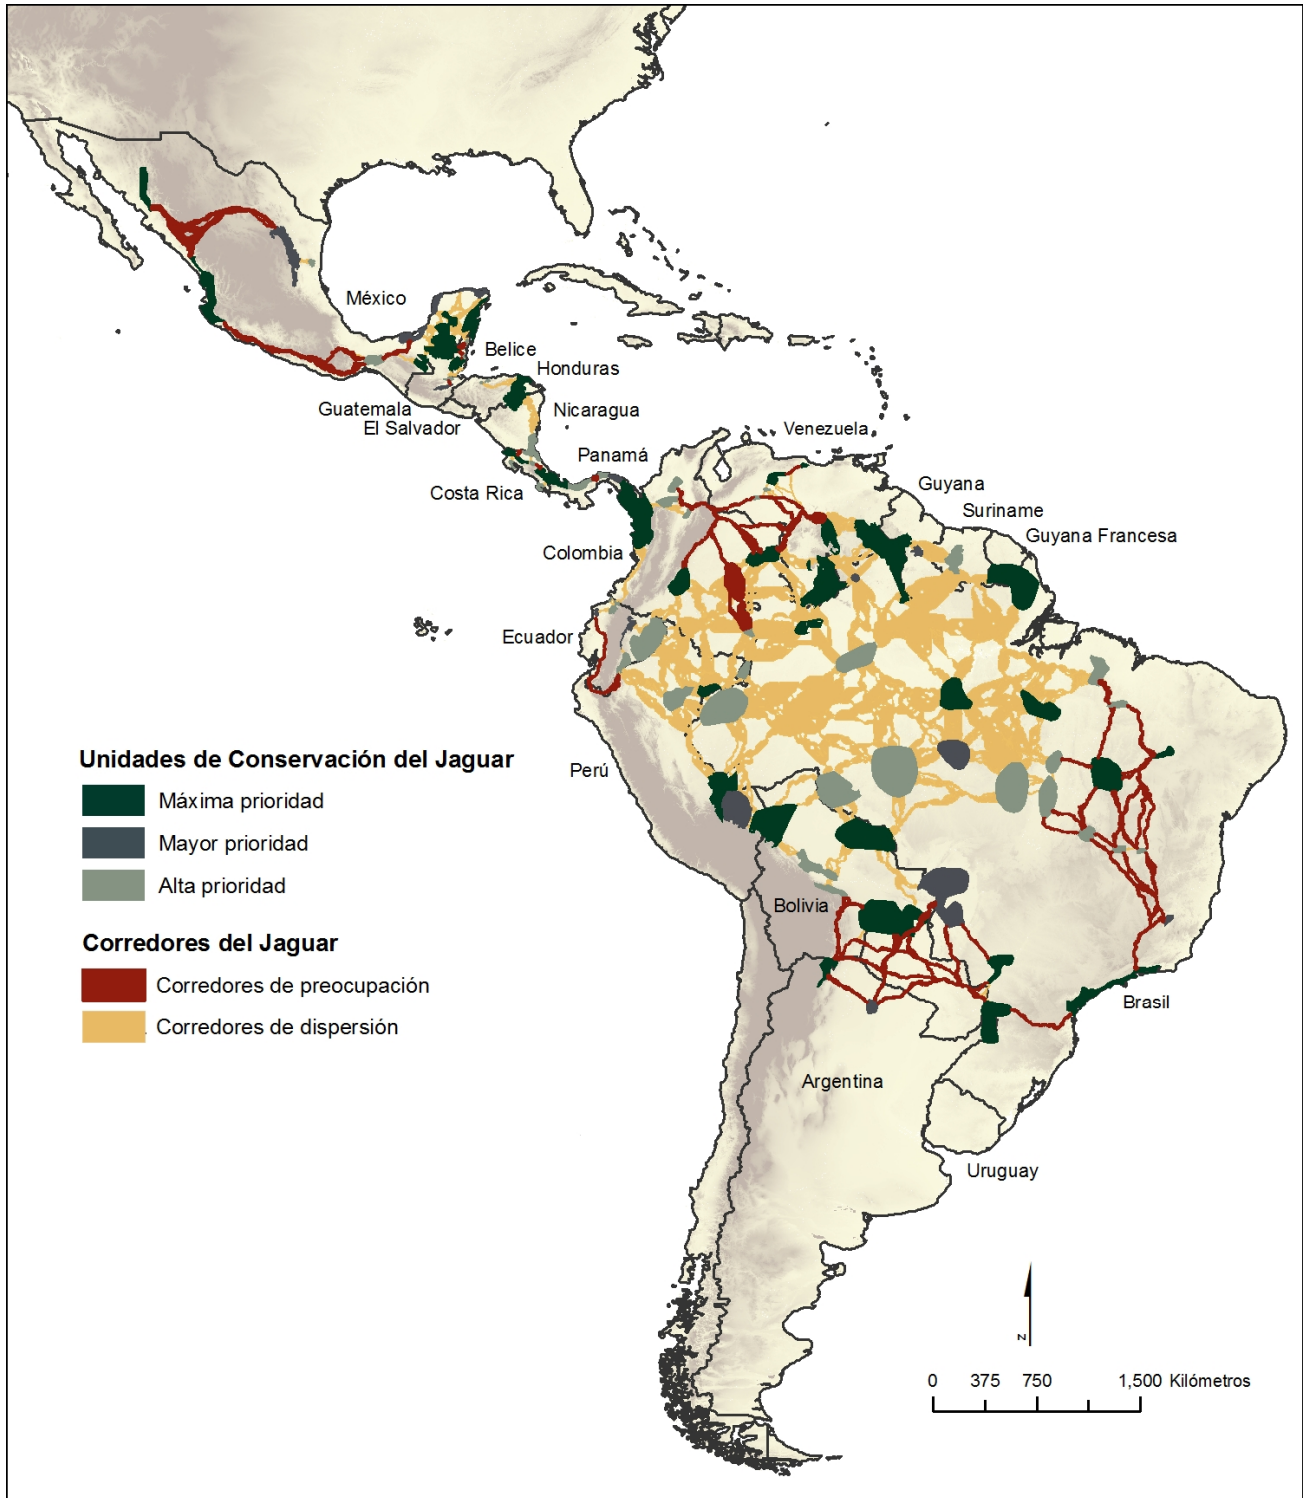 México
Belice
Honduras
Guatemala
Nicaragua
El Salvador
Venezuela
Panamá
Costa Rica
Guyana
Suriname
Guyana Francesa
Colombia
Ecuador
Perú
Bolivia
Brasil
Argentina
Uruguay
Unidades de Conservación del Jaguar
Máxima prioridad
Mayor prioridad
Alta prioridad
Corredores del Jaguar
Corredores de preocupación
Corredores de dispersión
N
0 375 750 1,500 Kilómetros